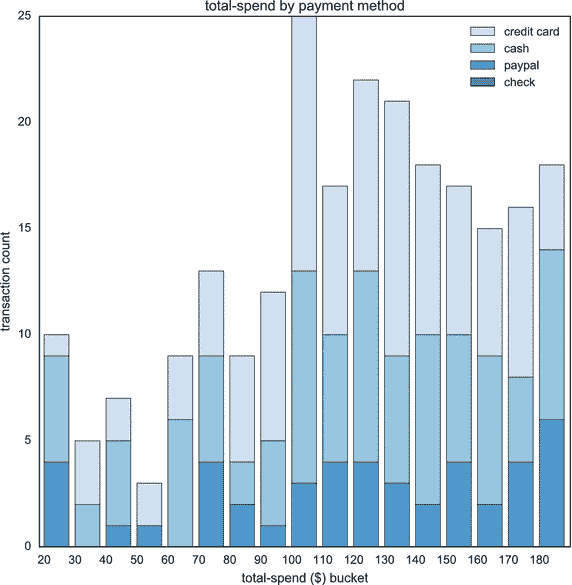 total-spend by payment method
25
20
15
10
5
0
transaction count
credit card
cash
paypal
check
20 30 40 50 60 70 80 90 100 110 120 130 140 150 160 170 180
total-spend ($) bucket